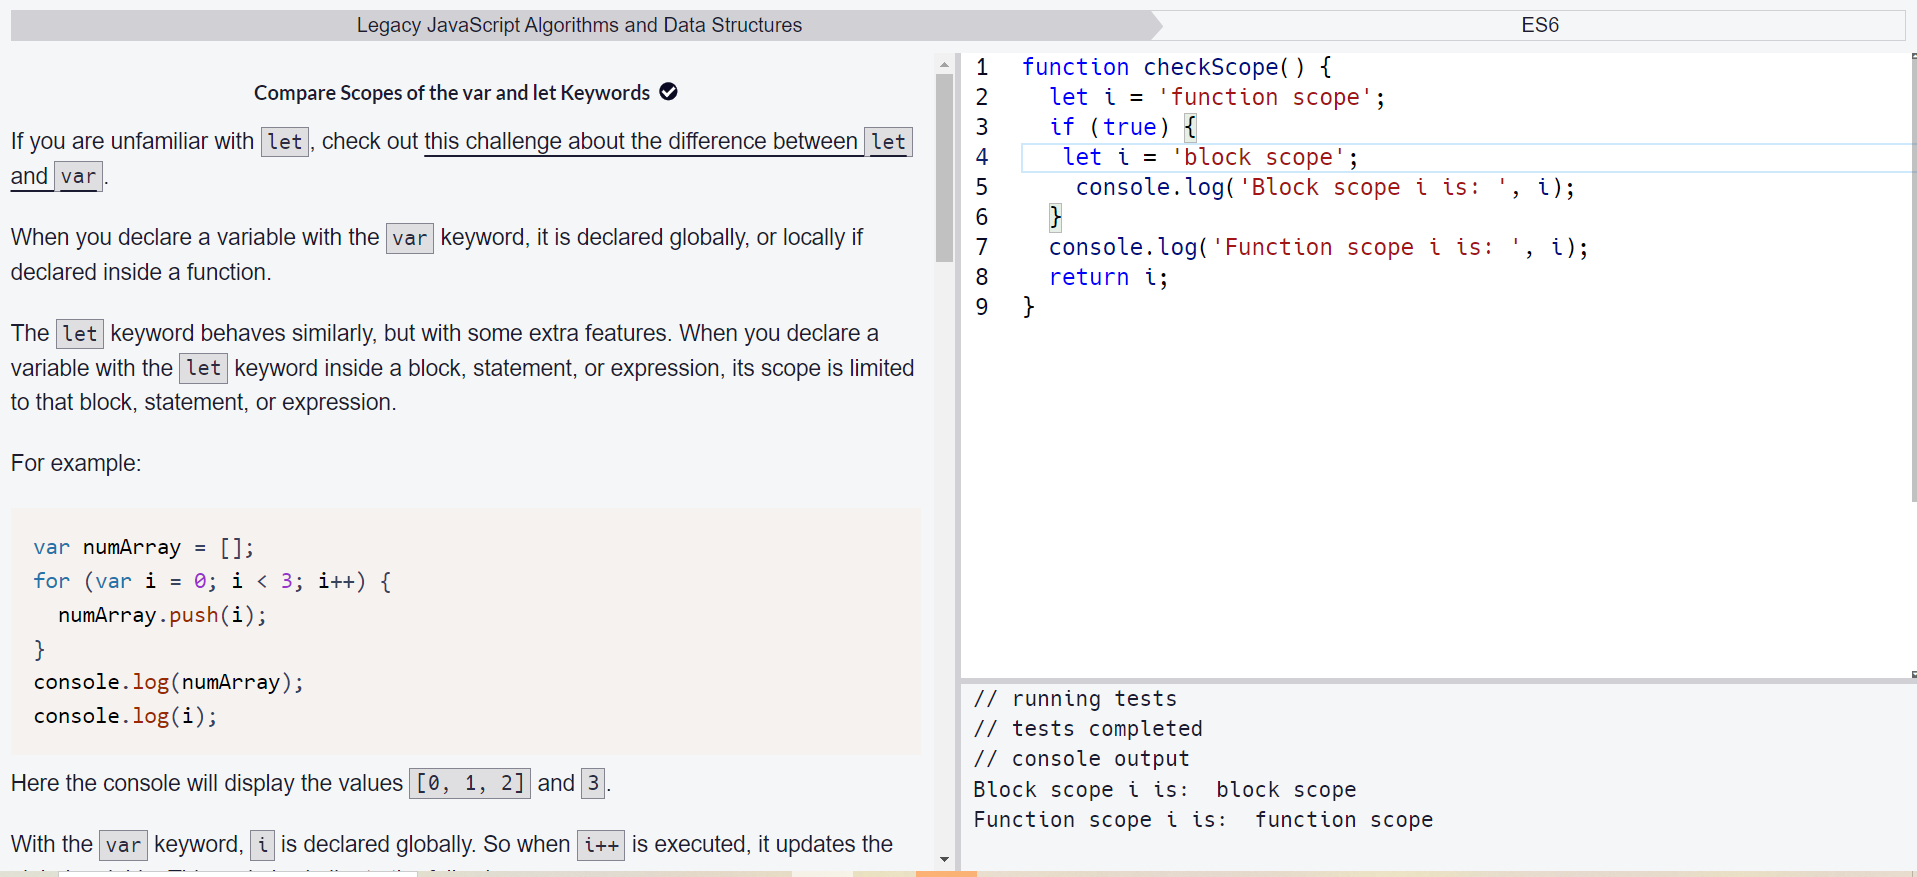 Legacy JavaScript Algorithms and Data Structures
ES6
Compare Scopes of the var and let Keywords
If you are unfamiliar with let, check out this challenge about the difference between let
and var.
When you declare a variable with the var keyword, it is declared globally, or locally if
declared inside a function.
The let keyword behaves similarly, but with some extra features. When you declare a
variable with the let keyword inside a block, statement, or expression, its scope is limited
to that block, statement, or expression.
For example:
var numArray = [];
for (var i = 0; i < 3; i++) {
  numArray.push(i);
}
console.log(numArray);
console.log(i);
Here the console will display the values [0, 1, 2] and 3.
With the var keyword, i is declared globally. So when i++ is executed, it updates the
1 function checkScope() {
2   let i = 'function scope';
3   if (true) {
4    let i = 'block scope';
5     console.log('Block scope i is: ', i);
6   }
7   console.log('Function scope i is: ', i);
8   return i;
9 }
// running tests
// tests completed
// console output
Block scope i is:  block scope
Function scope i is:  function scope